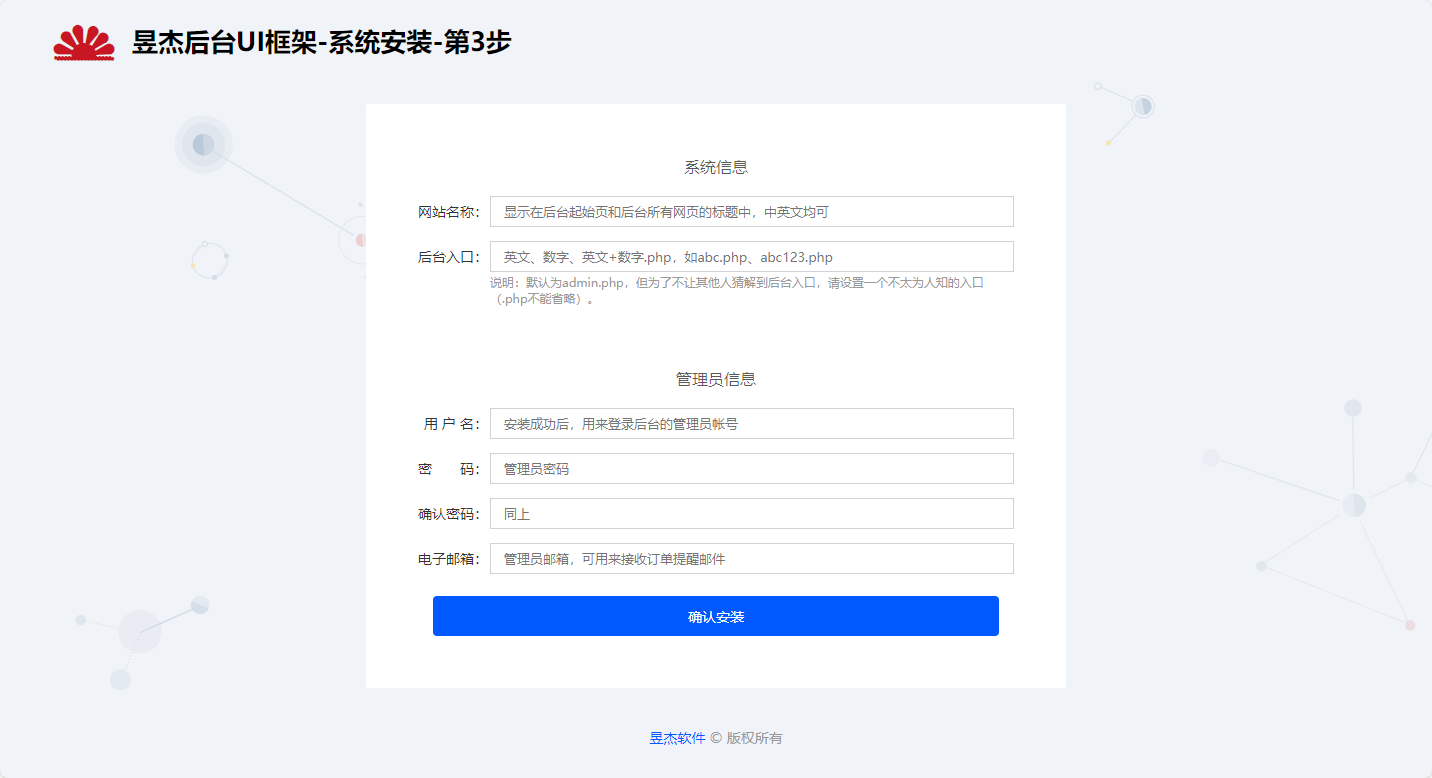 昱杰后台UI框架-系统安装-第3步
系统信息
网站名称： 显示在后台起始页和后台所有网页的标题中，中英文均可
后台入口： 英文、数字、英文+数字.php，如abc.php、abc123.php
说明：默认为admin.php，但为了不让其他人猜解到后台入口，请设置一个不太为人知的入口
（.php不能省略）。
管理员信息
用 户 名： 安装成功后，用来登录后台的管理员帐号
密　　码： 管理员密码
确认密码： 同上
电子邮箱： 管理员邮箱，可用来接收订单提醒邮件
确认安装
昱杰软件 © 版权所有